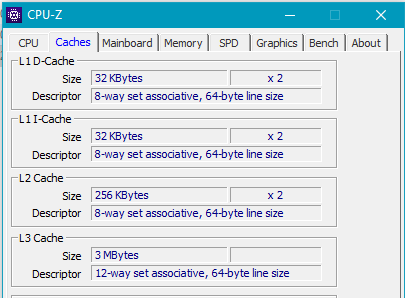 CPU-Z
CPU Caches Mainboard Memory SPD Graphics Bench About
L1 D-Cache
Size 32 KBytes x 2
Descriptor 8-way set associative, 64-byte line size
L1 I-Cache
Size 32 KBytes x 2
Descriptor 8-way set associative, 64-byte line size
L2 Cache
Size 256 KBytes x 2
Descriptor 8-way set associative, 64-byte line size
L3 Cache
Size 3 MBytes
Descriptor 12-way set associative, 64-byte line size